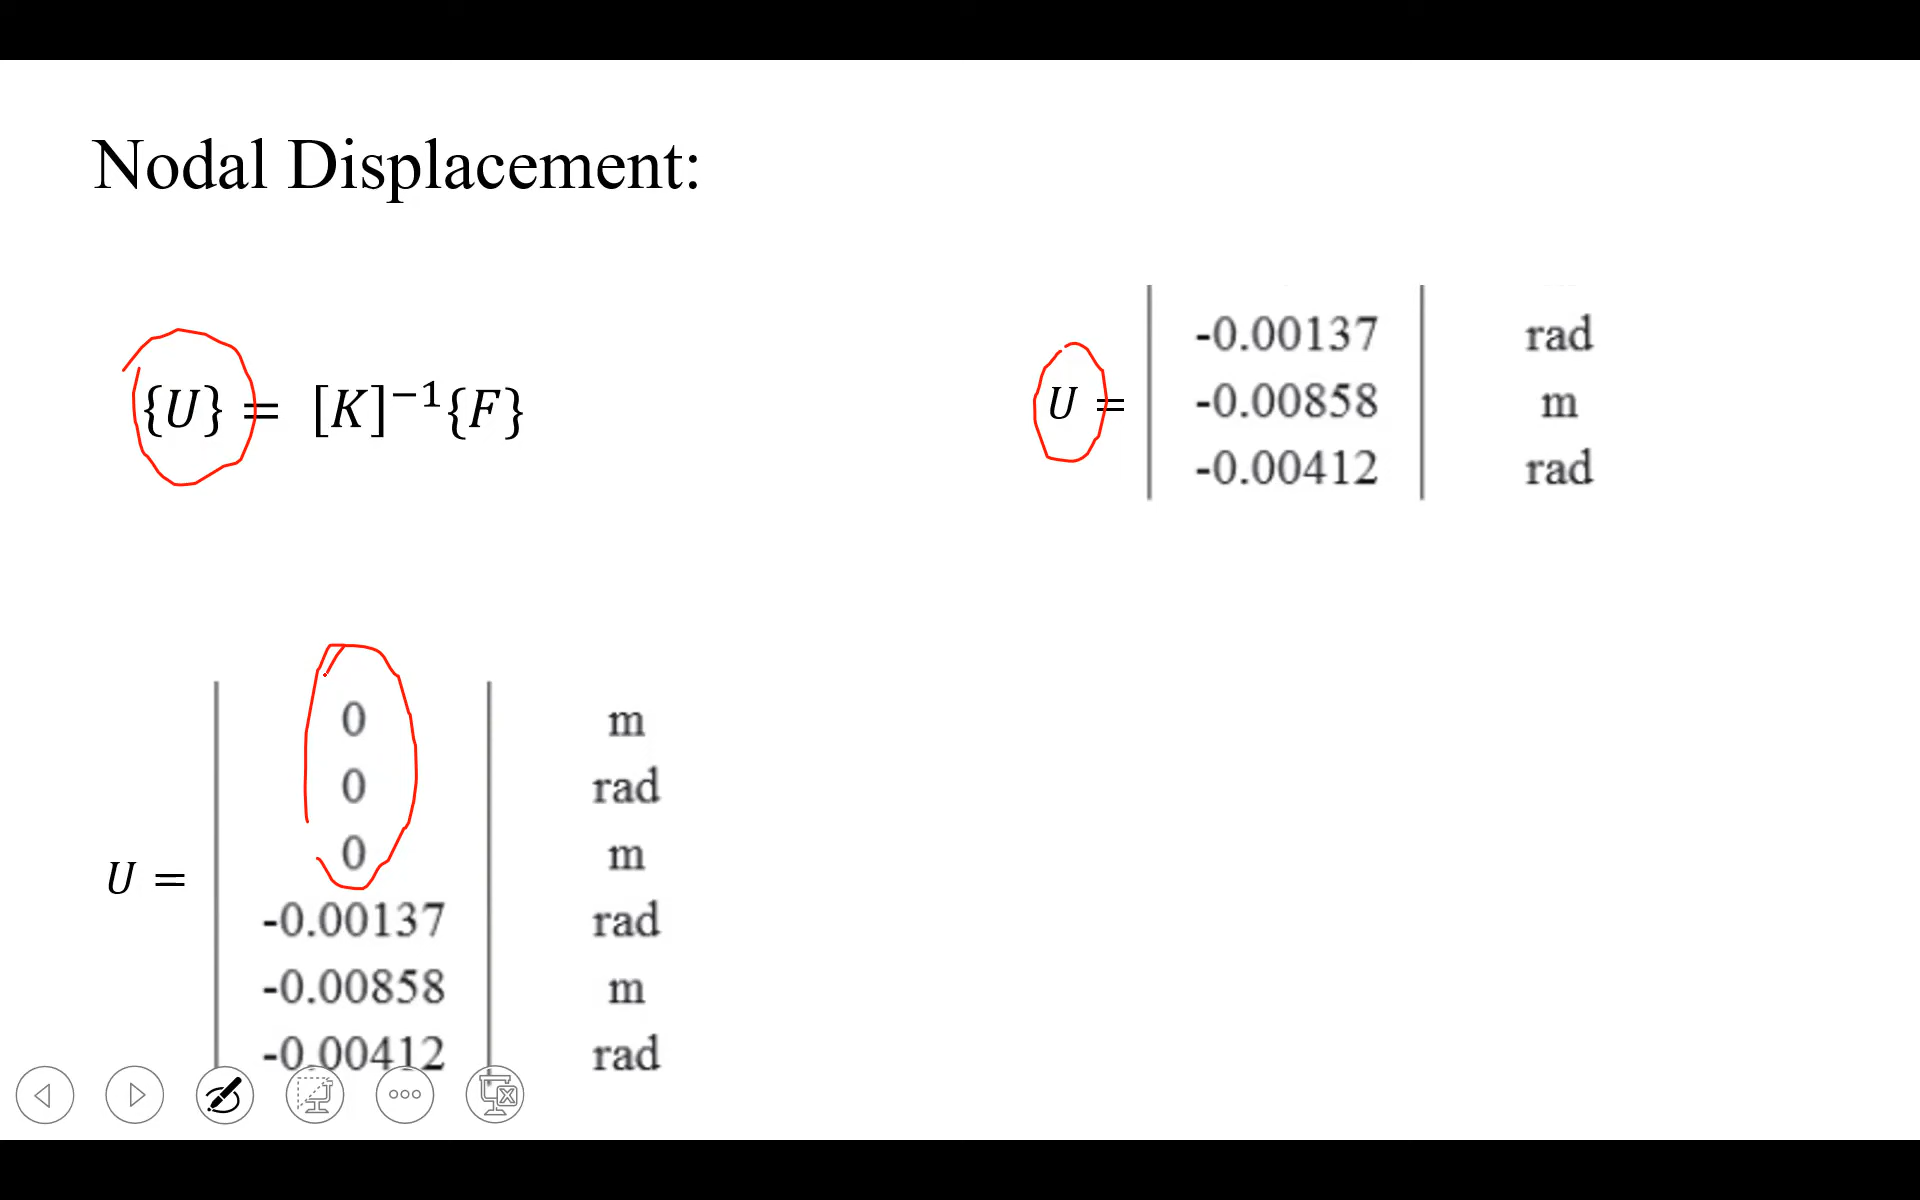 Nodal Displacement:
{U} = [K]⁻¹{F}
U =
-0.00137 rad
-0.00858 m
-0.00412 rad
U =
0 m
0 rad
0 m
-0.00137 rad
-0.00858 m
-0.00412 rad